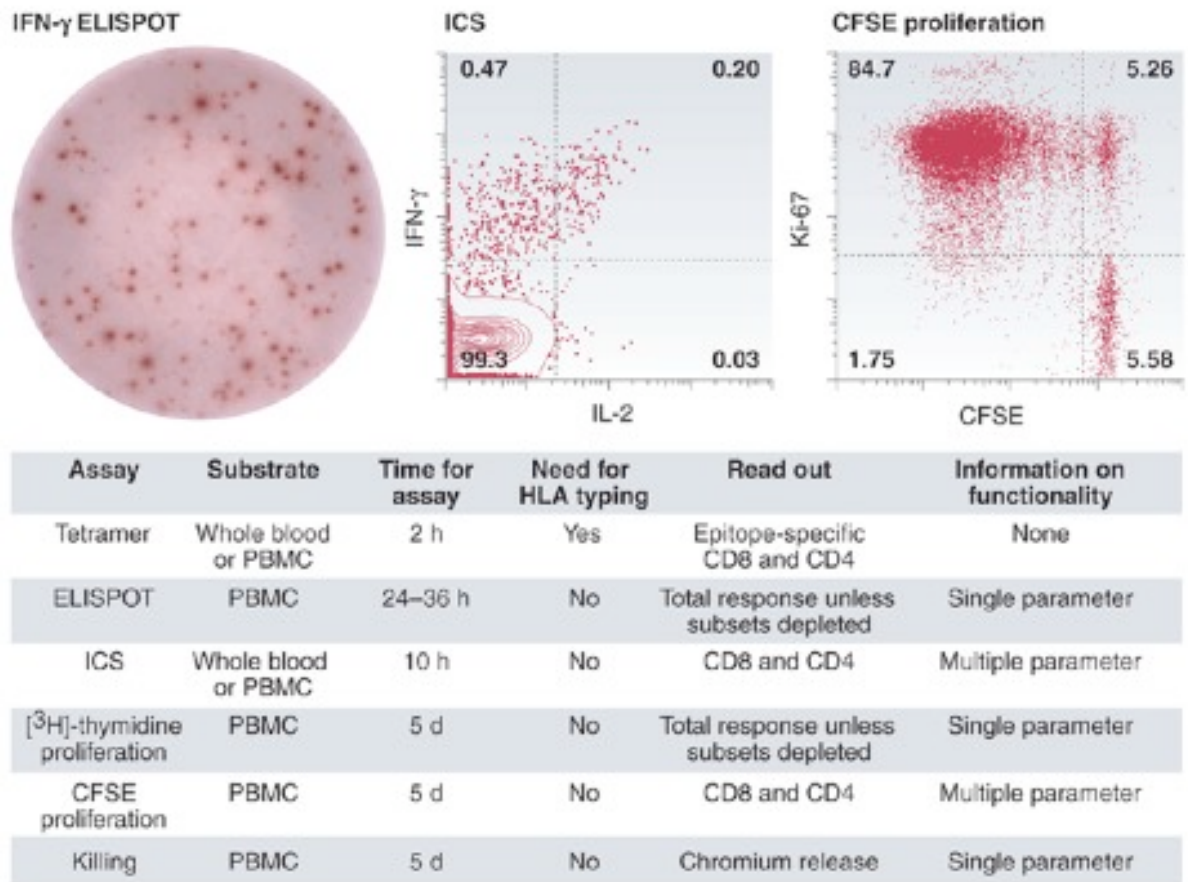 IFN-γ ELISPOT
ICS
CFSE proliferation
0.47
0.20
99.3
0.03
IFN-γ
IL-2
84.7
5.26
1.75
5.58
Ki-67
CFSE
Assay Substrate Time for assay Need for HLA typing Read out Information on functionality
Tetramer Whole blood or PBMC 2 h Yes Epitope-specific CD8 and CD4 None
ELISPOT PBMC 24–36 h No Total response unless subsets depleted Single parameter
ICS Whole blood or PBMC 10 h No CD8 and CD4 Multiple parameter
[³H]-thymidine proliferation PBMC 5 d No Total response unless subsets depleted Single parameter
CFSE proliferation PBMC 5 d No CD8 and CD4 Multiple parameter
Killing PBMC 5 d No Chromium release Single parameter